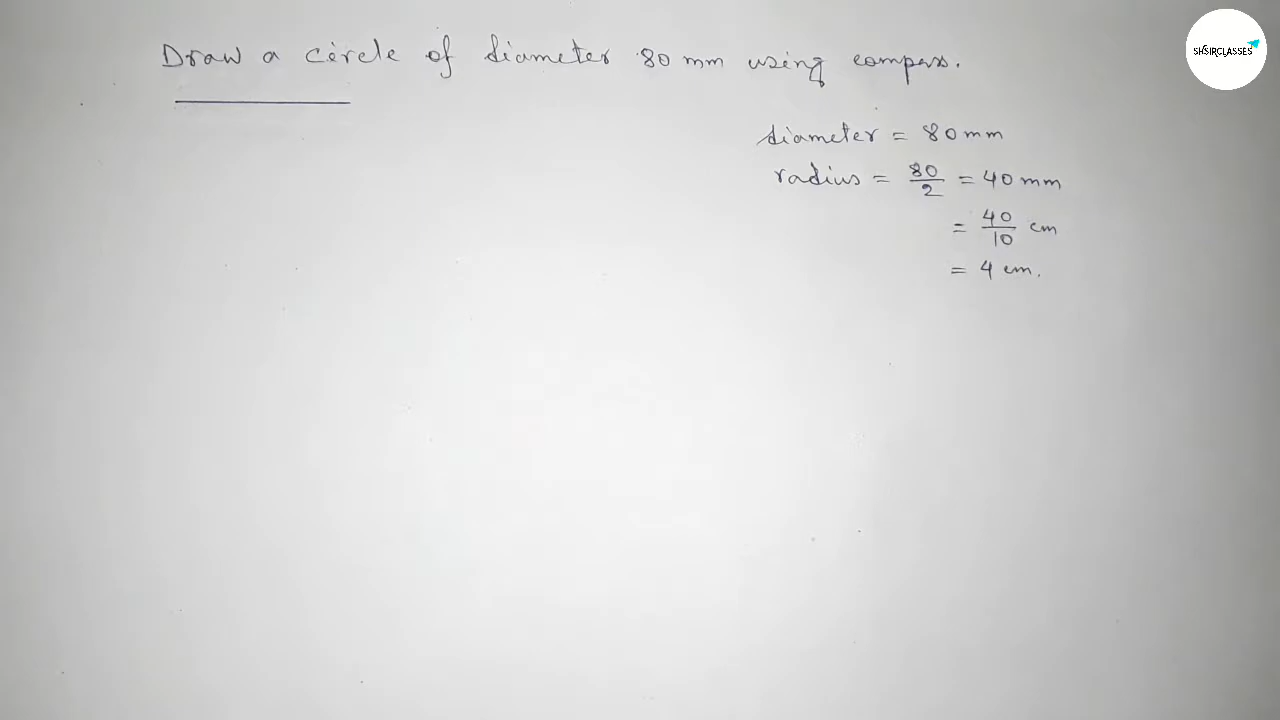 Draw a circle of diameter 80 mm using compass.
SHSIRCLASSES
diameter = 80 mm
radius = 80/2 = 40 mm
= 40/10 cm
= 4 cm.